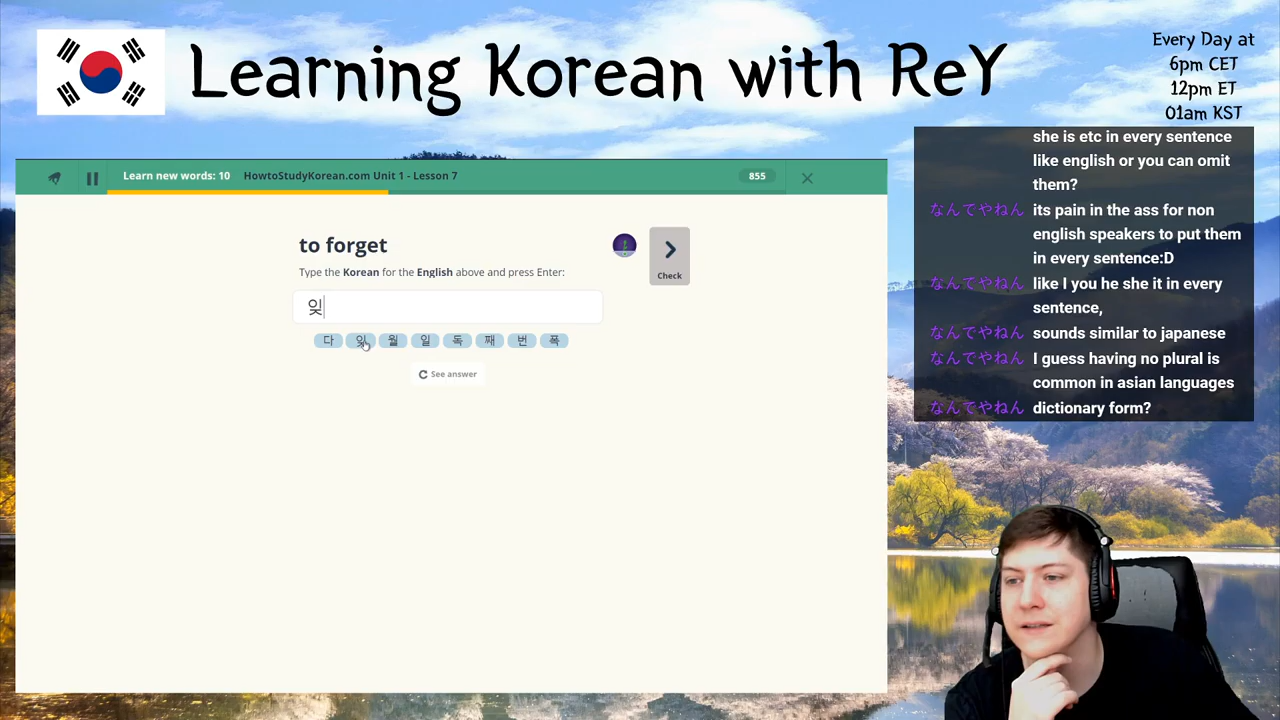 Learning Korean with ReY
Every Day at
6pm CET
12pm ET
01am KST
she is etc in every sentence
like english or you can omit
them?
なんでやねん its pain in the ass for non
english speakers to put them
in every sentence:D
なんでやねん like I you he she it in every
sentence,
なんでやねん sounds similar to japanese
なんでやねん I guess having no plural is
common in asian languages
なんでやねん dictionary form?
Learn new words: 10 HowtoStudyKorean.com Unit 1 - Lesson 7 855
to forget
Type the Korean for the English above and press Enter:
잊
다 잊 월 일 독 째 번 폭
See answer
Check